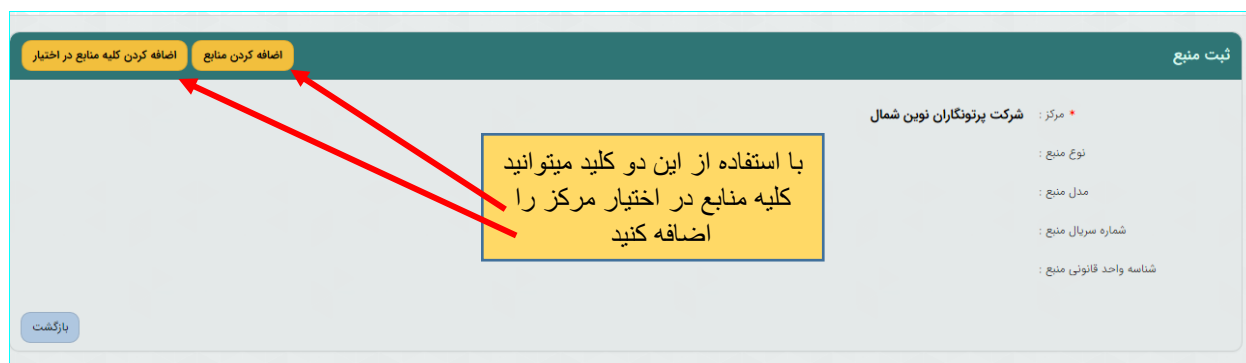 ثبت منبع
اضافه کردن منابع
اضافه کردن کلیه منابع در اختیار
* مرکز : شرکت پرتونگاران نوین شمال
نوع منبع :
مدل منبع :
شماره سریال منبع :
شناسه واحد قانونی منبع :
با استفاده از این دو کلید میتوانید
کلیه منابع در اختیار مرکز را
اضافه کنید
بازگشت